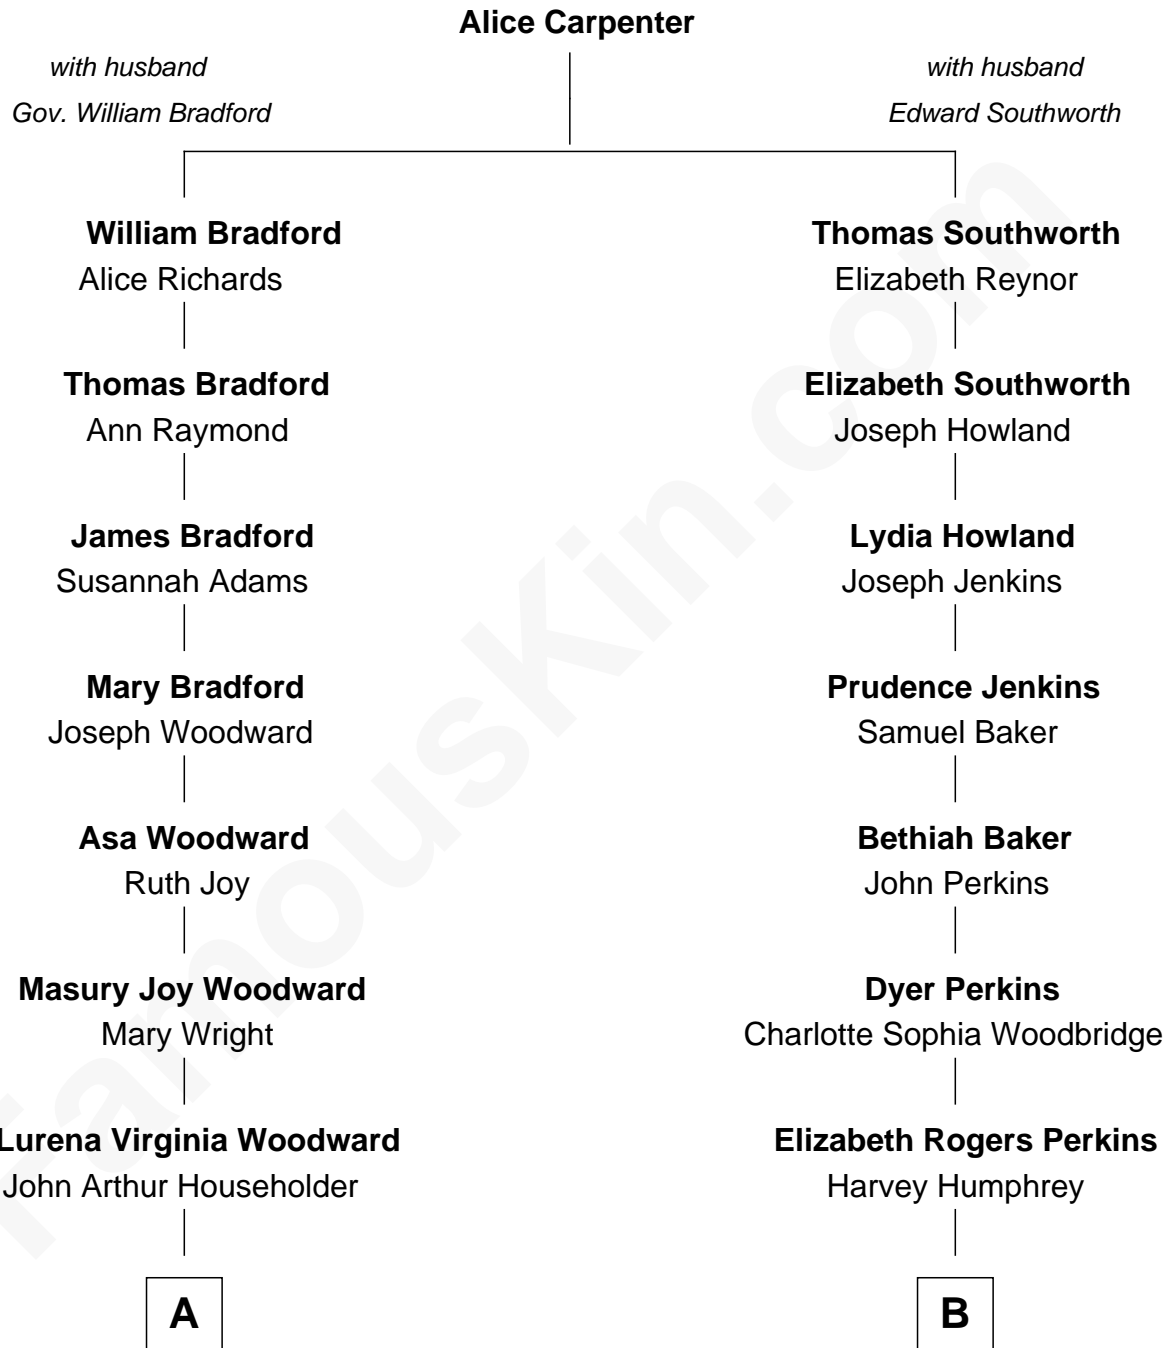 Alice Carpenter
with husband
Gov. William Bradford
with husband
Edward Southworth
William Bradford
Alice Richards
Thomas Southworth
Elizabeth Reynor
Thomas Bradford
Ann Raymond
Elizabeth Southworth
Joseph Howland
James Bradford
Susannah Adams
Lydia Howland
Joseph Jenkins
Mary Bradford
Joseph Woodward
Prudence Jenkins
Samuel Baker
Asa Woodward
Ruth Joy
Bethiah Baker
John Perkins
Masury Joy Woodward
Mary Wright
Dyer Perkins
Charlotte Sophia Woodbridge
Lurena Virginia Woodward
John Arthur Householder
Elizabeth Rogers Perkins
Harvey Humphrey
A
B
FamousKin.com